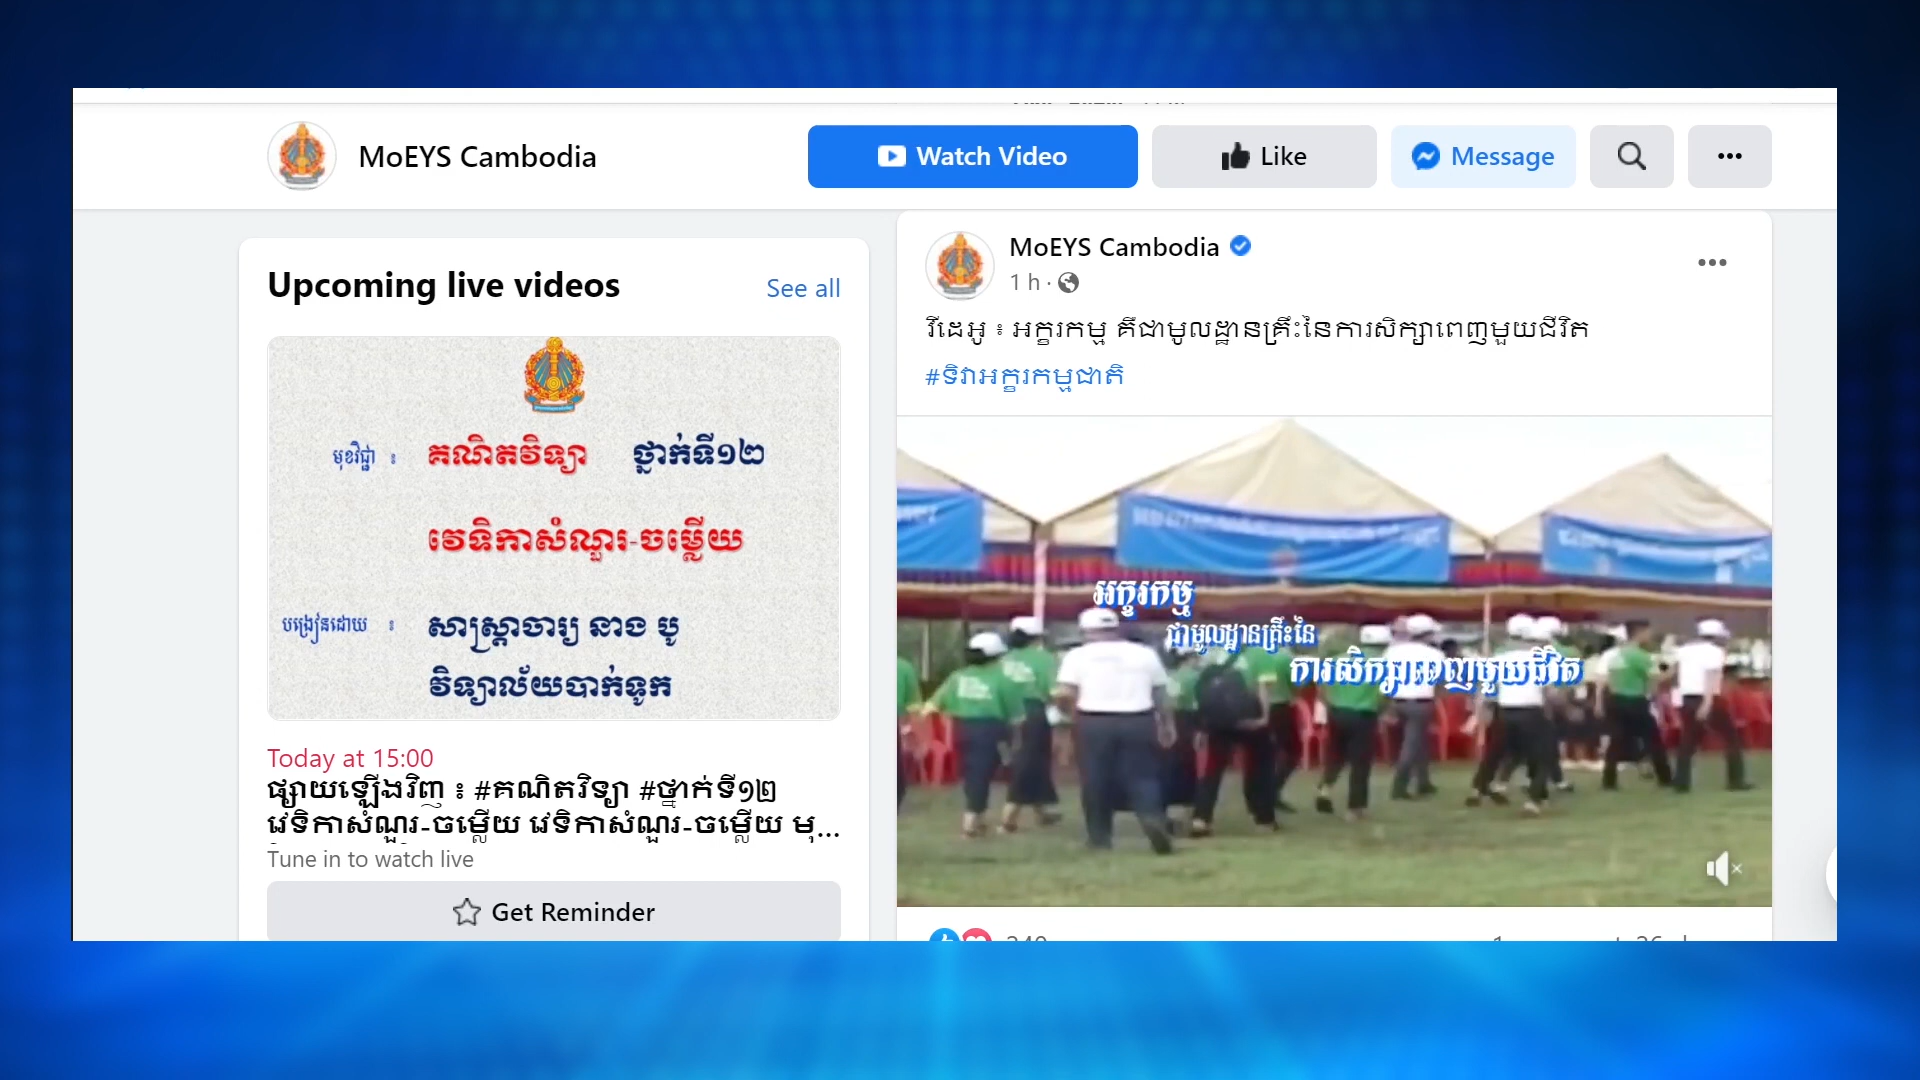 MoEYS Cambodia
Watch Video
Like
Message
Upcoming live videos
See all
មុខវិជ្ជា ៖ គណិតវិទ្យា ថ្នាក់ទី១២
វេទិកាសំណួរ-ចម្លើយ
បង្រៀនដោយ ៖ សាស្ត្រាចារ្យ នាង បូ
វិទ្យាល័យបាក់ទូក
Today at 15:00
ផ្សាយឡើងវិញ ៖ #គណិតវិទ្យា #ថ្នាក់ទី១២
វេទិកាសំណួរ-ចម្លើយ វេទិកាសំណួរ-ចម្លើយ មុ...
Tune in to watch live
Get Reminder
MoEYS Cambodia
1 h ·
វីដេអូ ៖ អក្ខរកម្ម គឺជាមូលដ្ឋានគ្រឹះនៃការសិក្សាពេញមួយជីវិត
#ទិវាអក្ខរកម្មជាតិ
អក្ខរកម្ម
ជាមូលដ្ឋានគ្រឹះនៃ
ការសិក្សាពេញមួយជីវិត